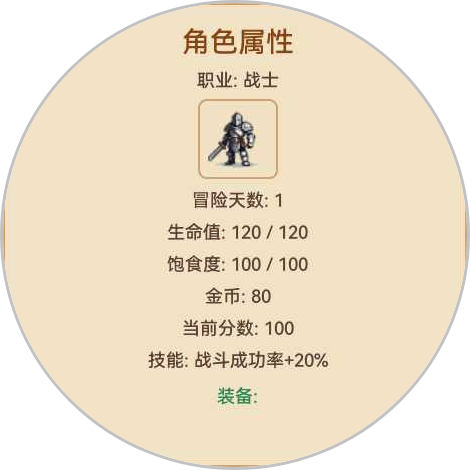 角色属性
职业: 战士
冒险天数: 1
生命值: 120 / 120
饱食度: 100 / 100
金币: 80
当前分数: 100
技能: 战斗成功率+20%
装备: